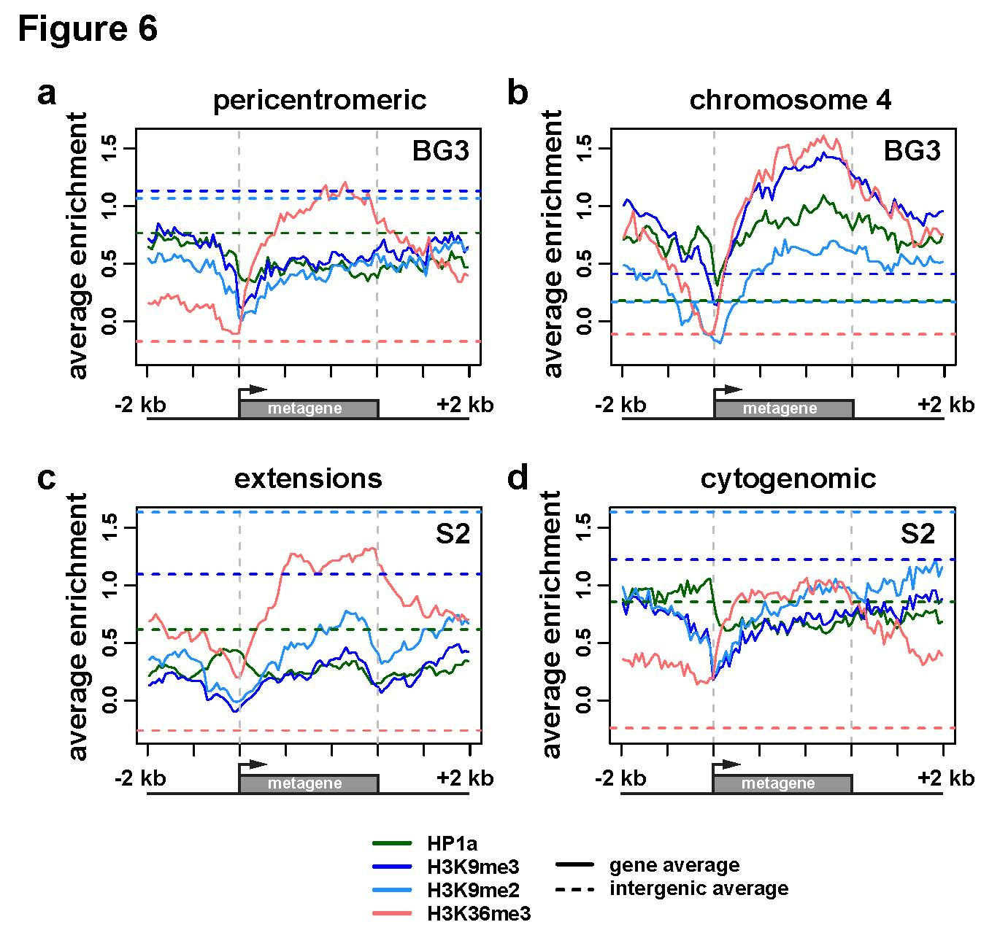 Figure 6
a
pericentromeric
average enrichment
0.0 0.5 1.0 1.5
BG3
-2 kb
metagene
+2 kb
b
chromosome 4
average enrichment
0.0 0.5 1.0 1.5
BG3
-2 kb
metagene
+2 kb
c
extensions
average enrichment
0.0 0.5 1.0 1.5
S2
-2 kb
metagene
+2 kb
d
cytogenomic
average enrichment
0.0 0.5 1.0 1.5
S2
-2 kb
metagene
+2 kb
HP1a
H3K9me3
H3K9me2
H3K36me3
gene average
intergenic average